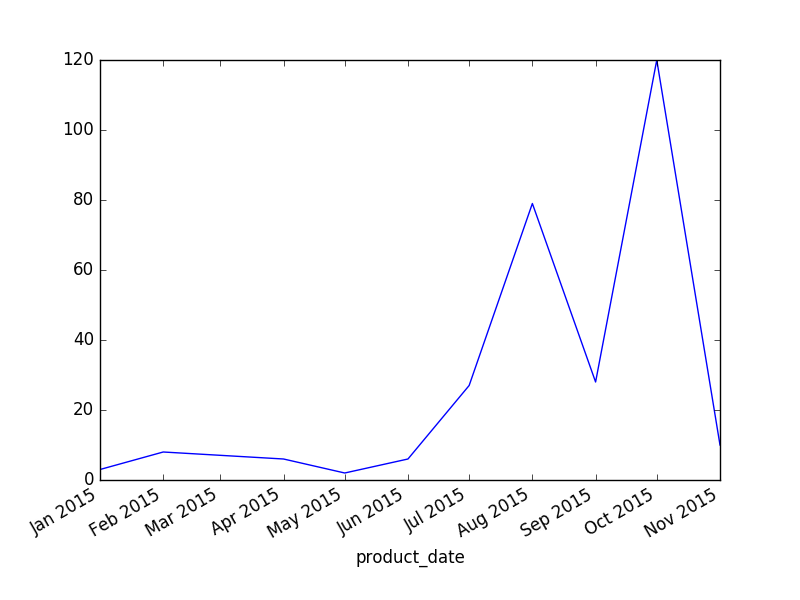 120
100
80
60
40
20
0
Jan 2015
Feb 2015
Mar 2015
Apr 2015
May 2015
Jun 2015
Jul 2015
Aug 2015
Sep 2015
Oct 2015
Nov 2015
product_date